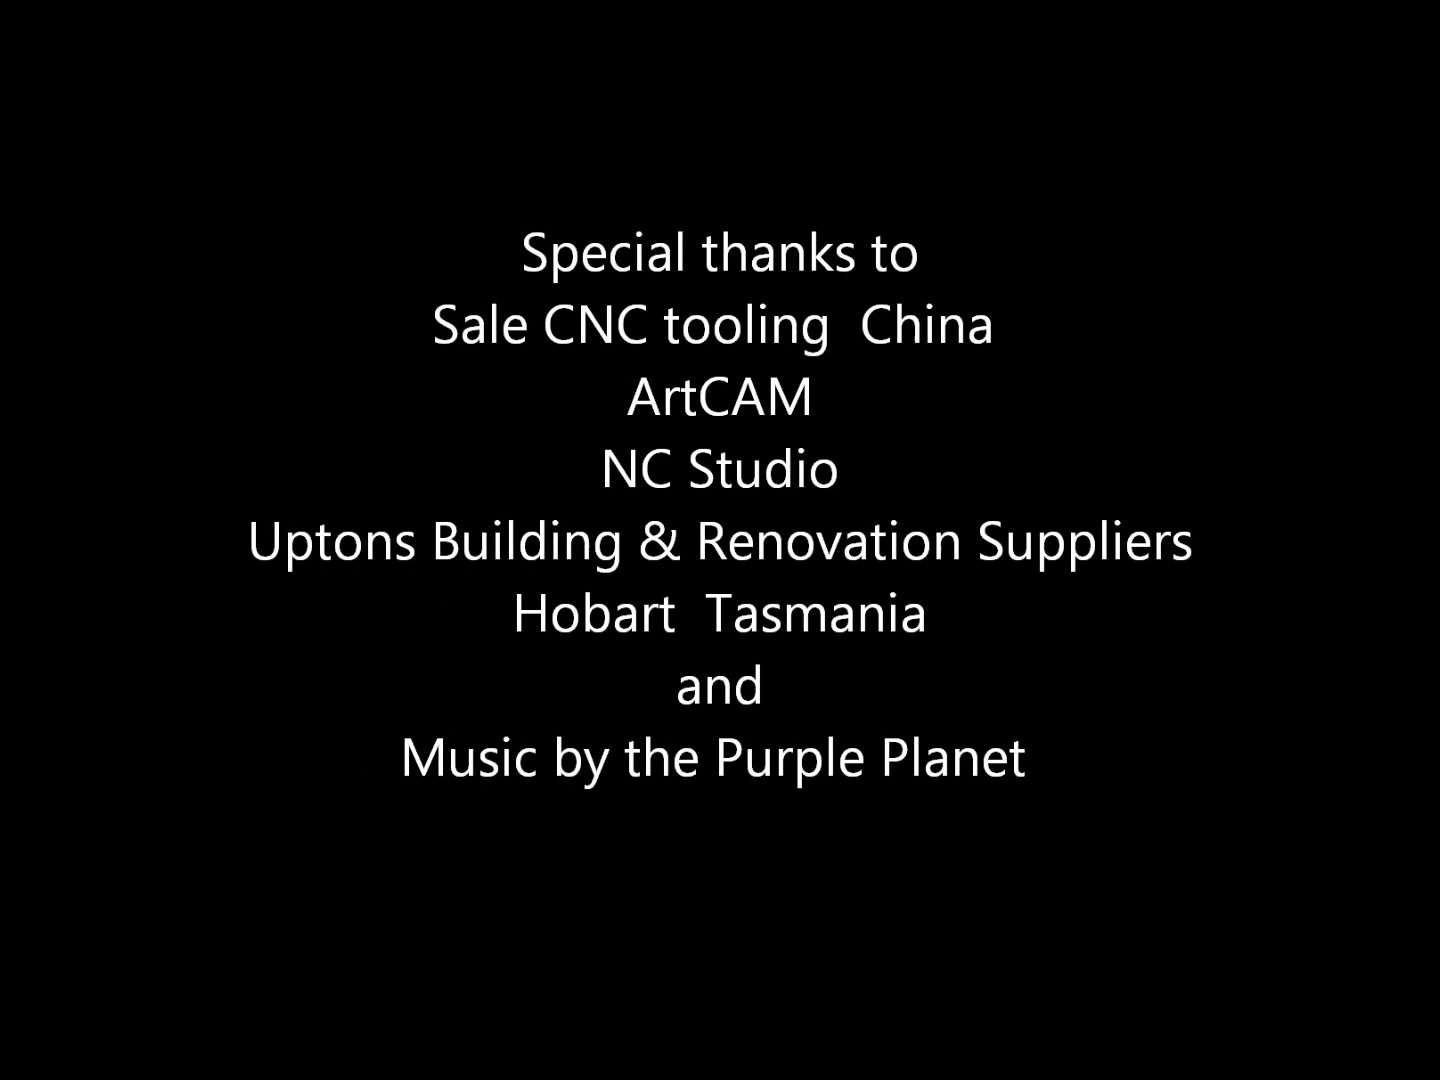 Special thanks to
Sale CNC tooling  China
ArtCAM
NC Studio
Uptons Building & Renovation Suppliers
Hobart  Tasmania
and
Music by the Purple Planet